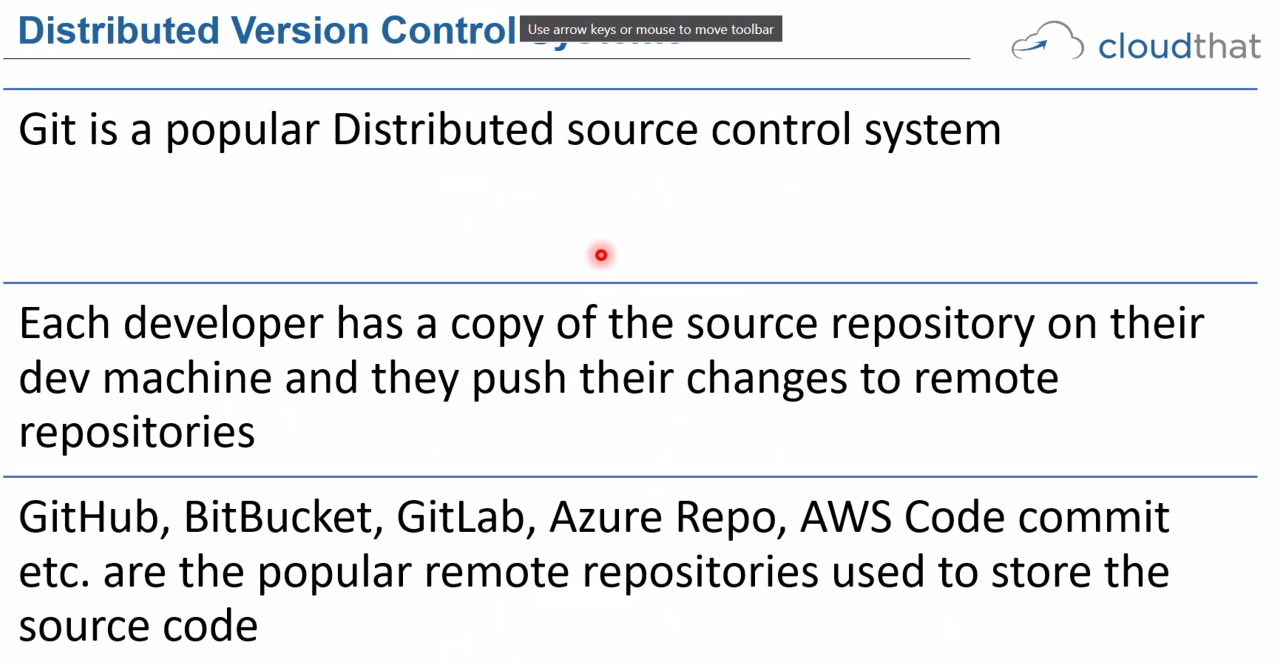 Distributed Version Control
Use arrow keys or mouse to move toolbar
cloudthat
Git is a popular Distributed source control system
Each developer has a copy of the source repository on their
dev machine and they push their changes to remote
repositories
GitHub, BitBucket, GitLab, Azure Repo, AWS Code commit
etc. are the popular remote repositories used to store the
source code